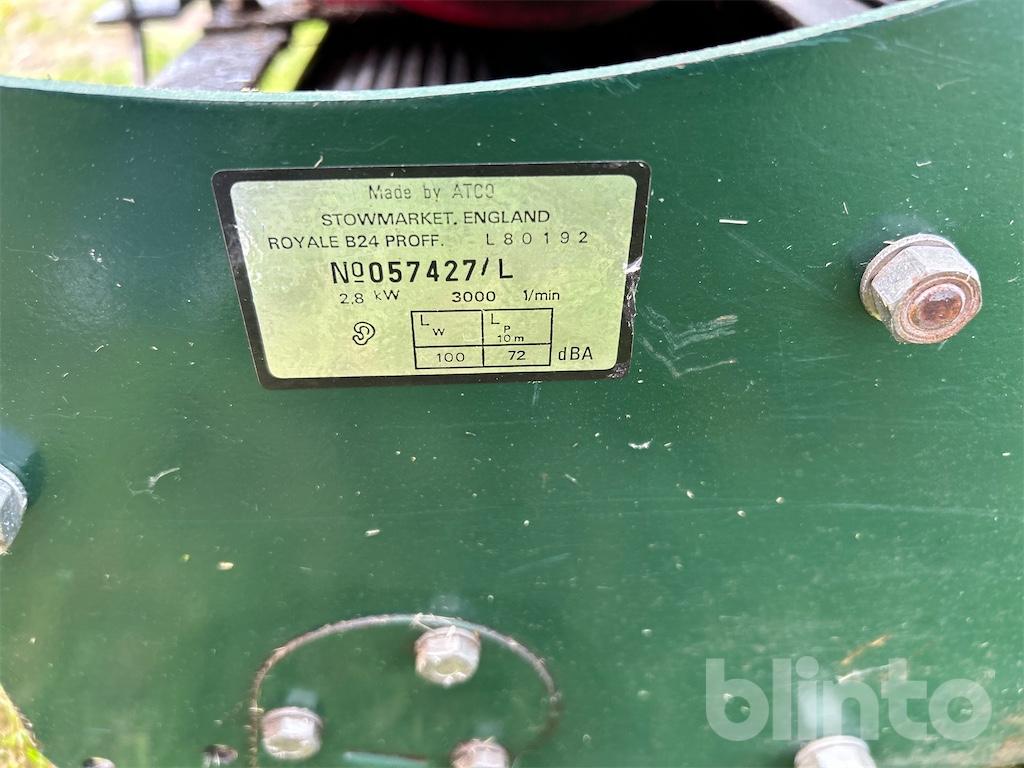 Made by ATCO
STOWMARKET, ENGLAND
ROYALE B24 PROFF. L80192
Nº057427/L
2,8 kW 3000 1/min
LW LP 10m
100 72 dBA
blinto